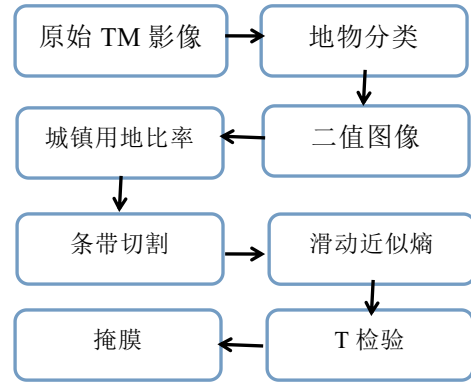 原始 TM 影像
地物分类
二值图像
城镇用地比率
条带切割
滑动近似熵
T 检验
掩膜